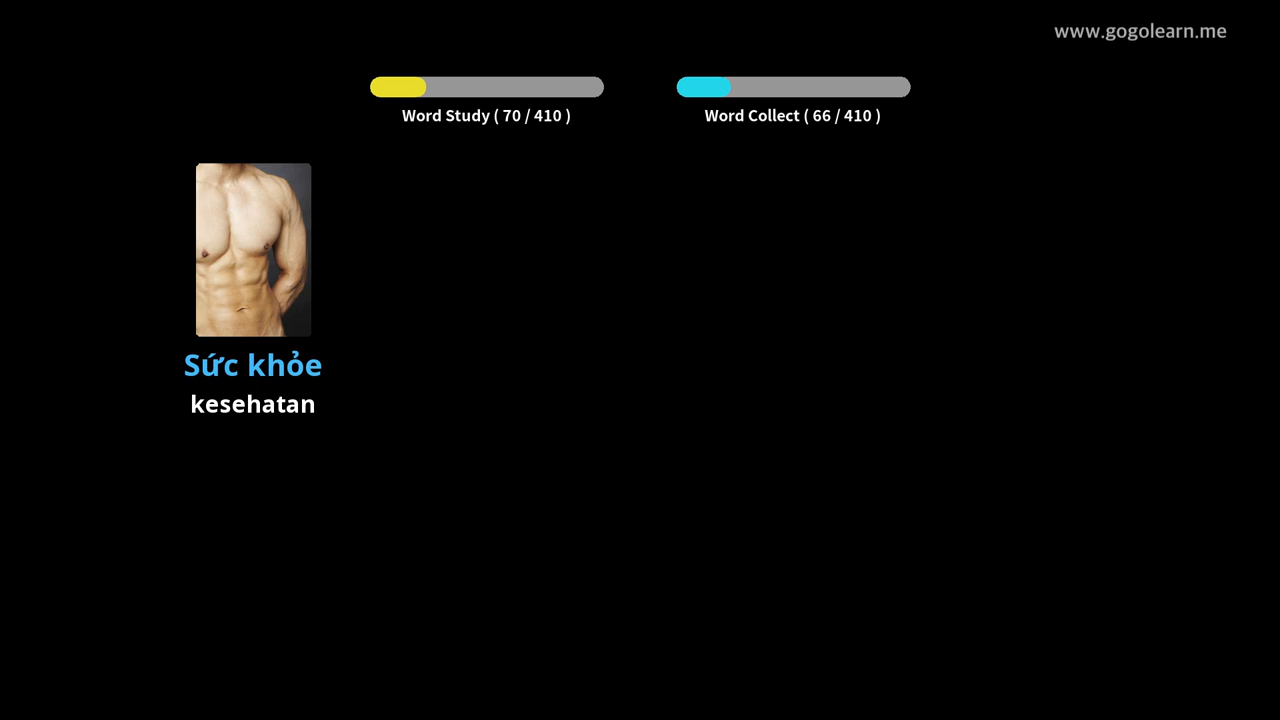 www.gogolearn.me
Word Study ( 70 / 410 )
Word Collect ( 66 / 410 )
Sức khỏe
kesehatan